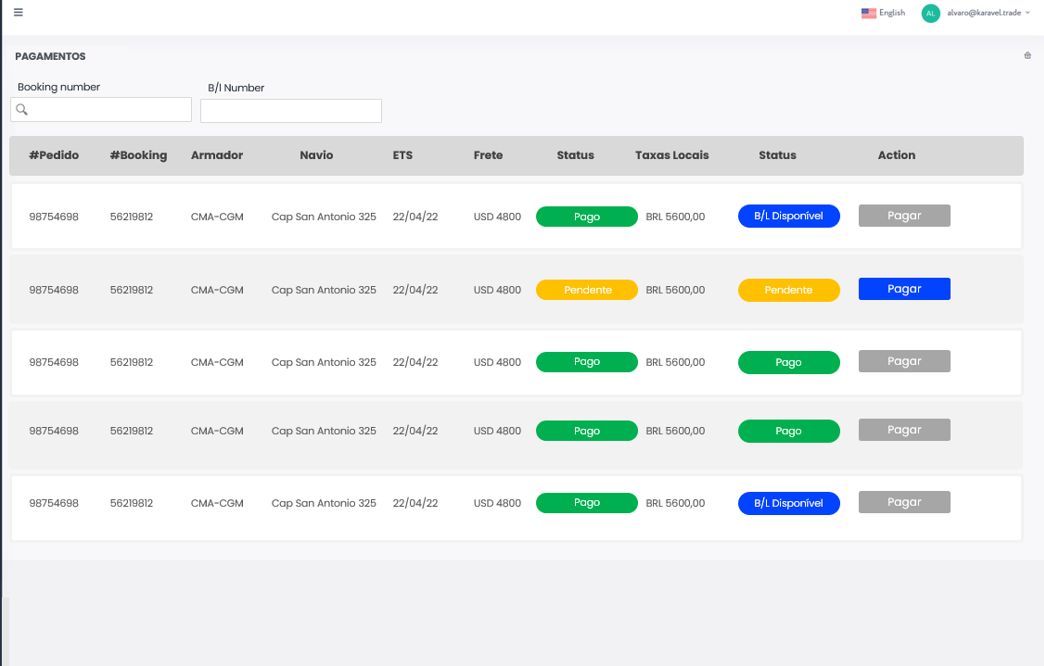 English AL alvaro@karavel.trade
PAGAMENTOS
Booking number B/l Number
#Pedido #Booking Armador Navio ETS Frete Status Taxas Locais Status Action
98754698 56219812 CMA-CGM Cap San Antonio 325 22/04/22 USD 4800 Pago BRL 5600,00 B/L Disponível Pagar
98754698 56219812 CMA-CGM Cap San Antonio 325 22/04/22 USD 4800 Pendente BRL 5600,00 Pendente Pagar
98754698 56219812 CMA-CGM Cap San Antonio 325 22/04/22 USD 4800 Pago BRL 5600,00 Pago Pagar
98754698 56219812 CMA-CGM Cap San Antonio 325 22/04/22 USD 4800 Pago BRL 5600,00 Pago Pagar
98754698 56219812 CMA-CGM Cap San Antonio 325 22/04/22 USD 4800 Pago BRL 5600,00 B/L Disponível Pagar